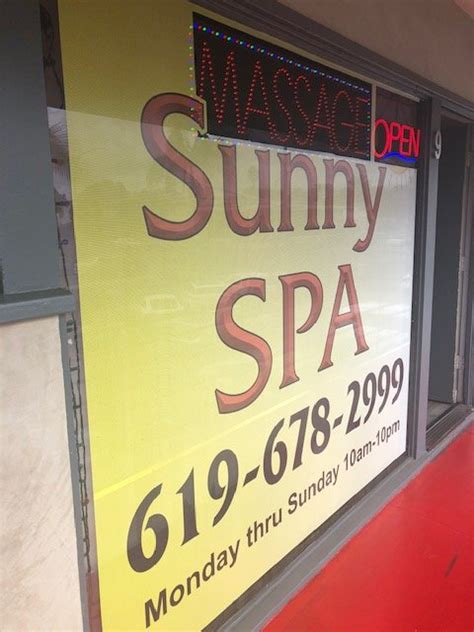 MASSAGE
OPEN
9
Sunny
SPA
619-678-2999
Monday thru Sunday 10am-10pm